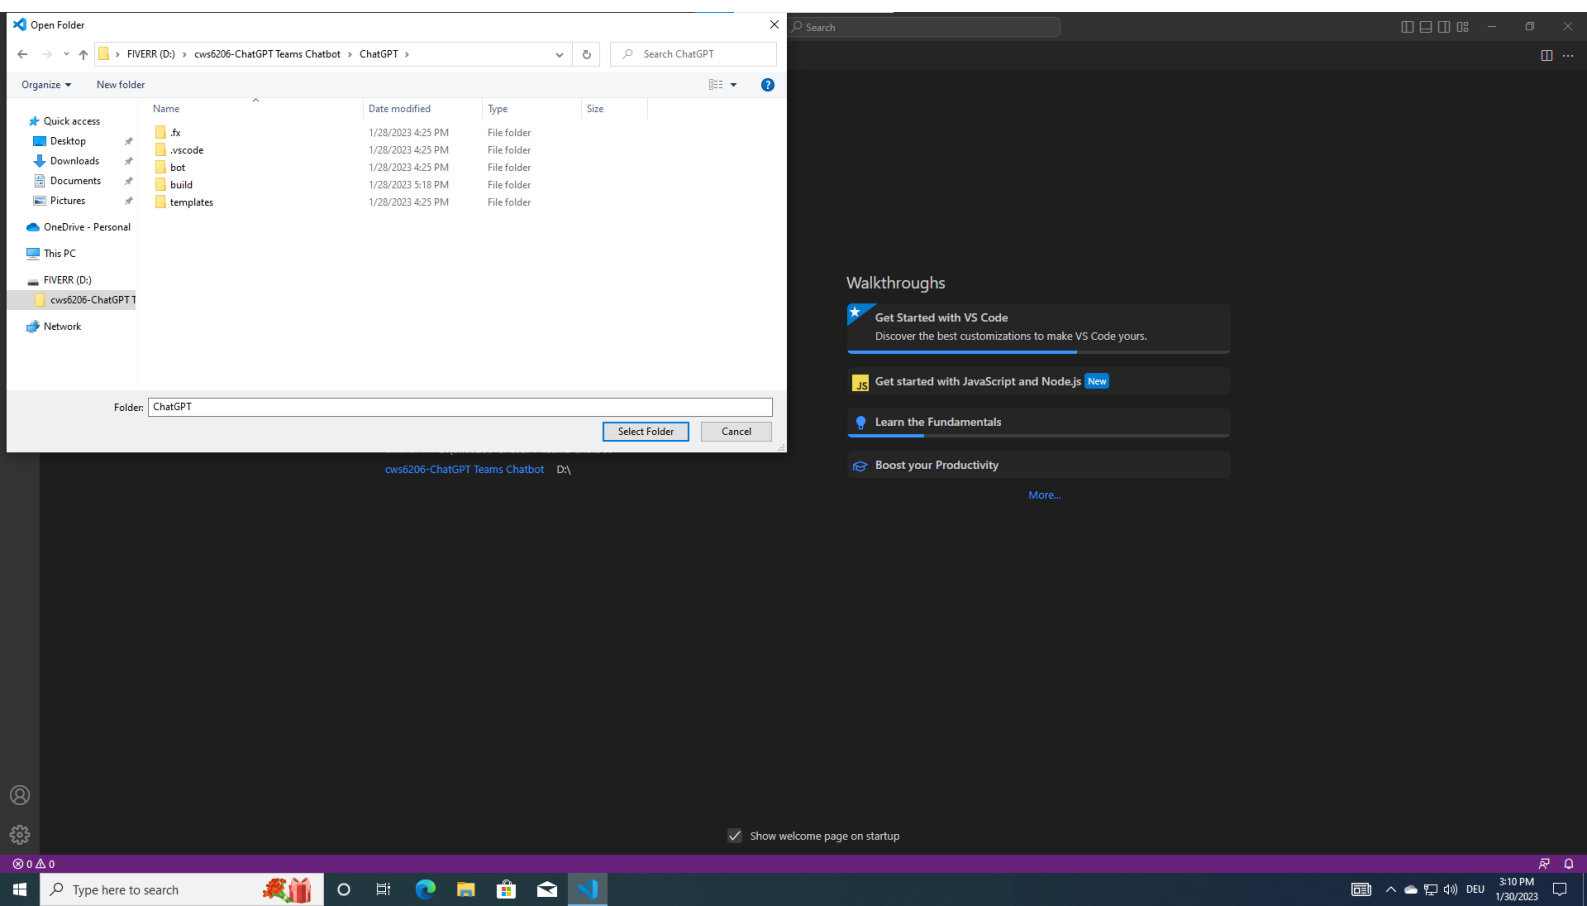 Open Folder
Search
FIVERR (D:) cws6206-ChatGPT Teams Chatbot ChatGPT
Search ChatGPT
Organize New folder
Name Date modified Type Size
Quick access
Desktop
Downloads
Documents
Pictures
OneDrive - Personal
This PC
FIVERR (D:)
cws6206-ChatGPT T
Network
.fx 1/28/2023 4:25 PM File folder
.vscode 1/28/2023 4:25 PM File folder
bot 1/28/2023 4:25 PM File folder
build 1/28/2023 5:18 PM File folder
templates 1/28/2023 4:25 PM File folder
Folder: ChatGPT
Select Folder Cancel
cws6206-ChatGPT Teams Chatbot D:\
Walkthroughs
Get Started with VS Code
Discover the best customizations to make VS Code yours.
JS Get started with JavaScript and Node.js New
Learn the Fundamentals
Boost your Productivity
More...
Show welcome page on startup
0 0
Type here to search
DEU
3:10 PM
1/30/2023